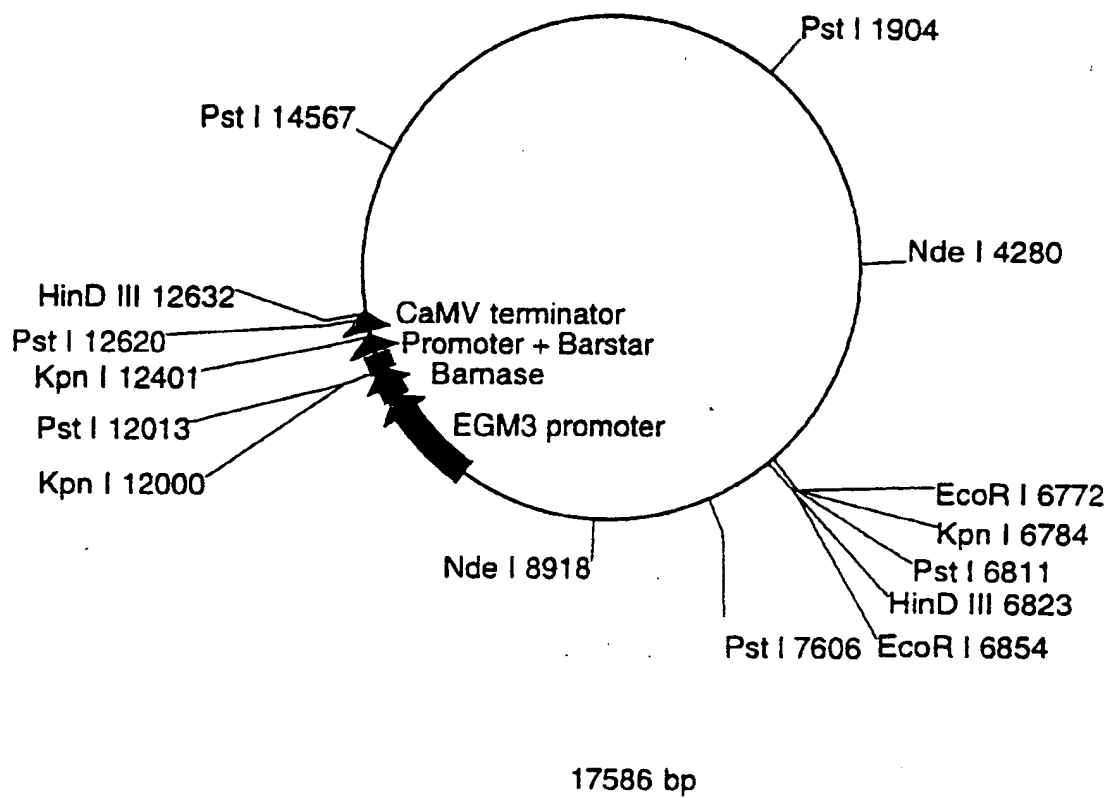 Pst I 1904
Pst I 14567
Nde I 4280
HinD III 12632
CaMV terminator
Pst I 12620
Promoter + Barstar
Kpn I 12401
Barnase
Pst I 12013
EGM3 promoter
Kpn I 12000
EcoR I 6772
Kpn I 6784
Nde I 8918
Pst I 6811
HinD III 6823
Pst I 7606
EcoR I 6854
17586 bp